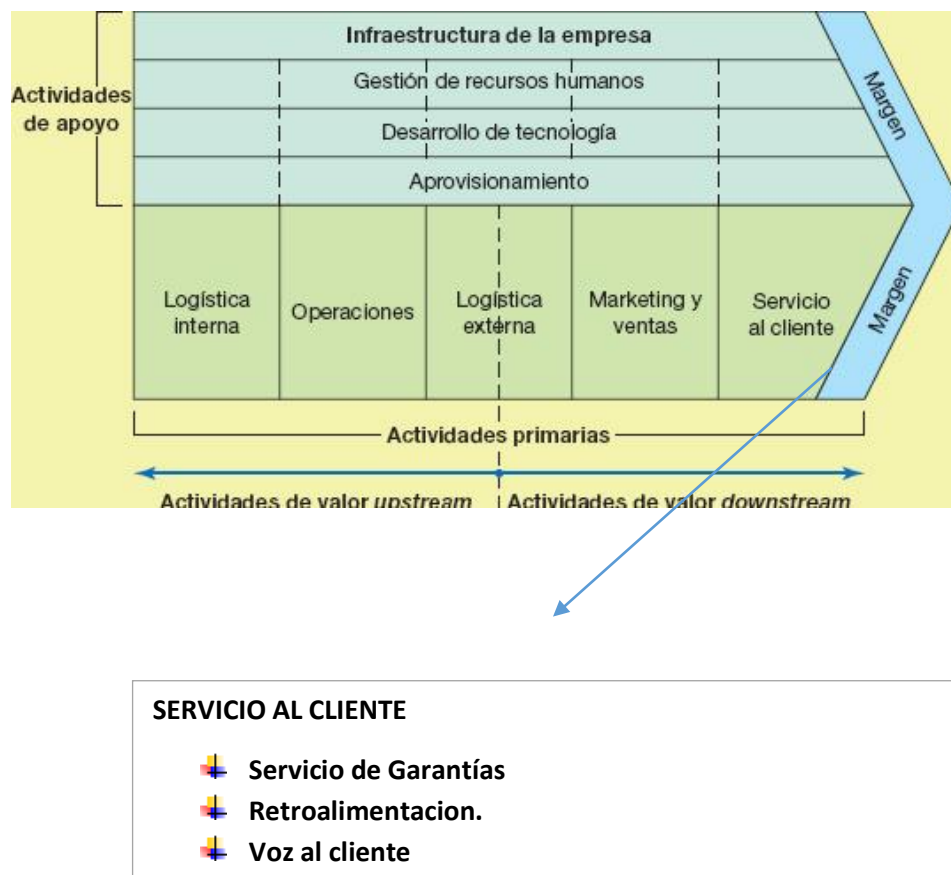 Infraestructura de la empresa
Gestión de recursos humanos
Actividades
de apoyo
Desarrollo de tecnología
Aprovisionamiento
Margen
Logística
interna
Operaciones
Logística
externa
Marketing y
ventas
Servicio
al cliente
Margen
Actividades primarias
Actividades de valor upstream
Actividades de valor downstream
SERVICIO AL CLIENTE
Servicio de Garantías
Retroalimentacion.
Voz al cliente